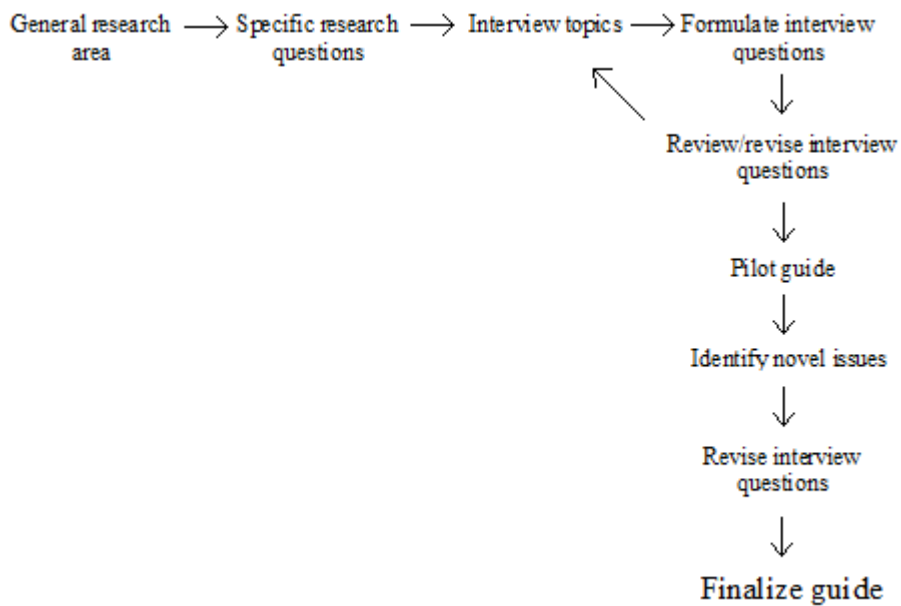 General research
area
Specific research
questions
Interview topics
Formulate interview
questions
Review/revise interview
questions
Pilot guide
Identify novel issues
Revise interview
questions
Finalize guide